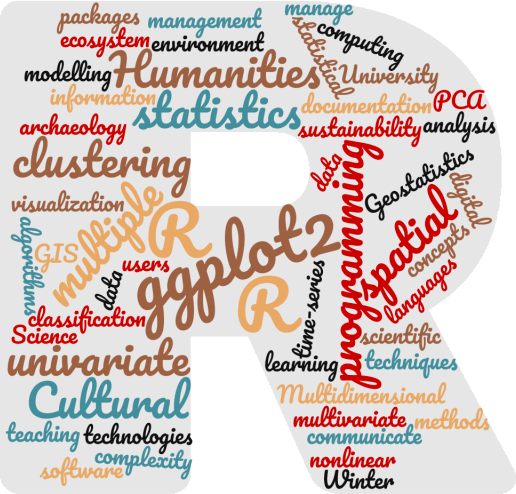 packages
management
manage
ecosystem
environment
statistical
computing
modelling
Humanities
University
information
statistics
documentation
PCA
archaeology
sustainability
analysis
clustering
data
programming
Geostatistics
visualization
multiple
R
ggplot2
spatial
digital
algorithms
GIS
concepts
users
data
R
time-series
languages
classification
Science
scientific
univariate
learning
techniques
Cultural
Multidimensional
multivariate
methods
teaching
technologies
communicate
complexity
nonlinear
software
Winter